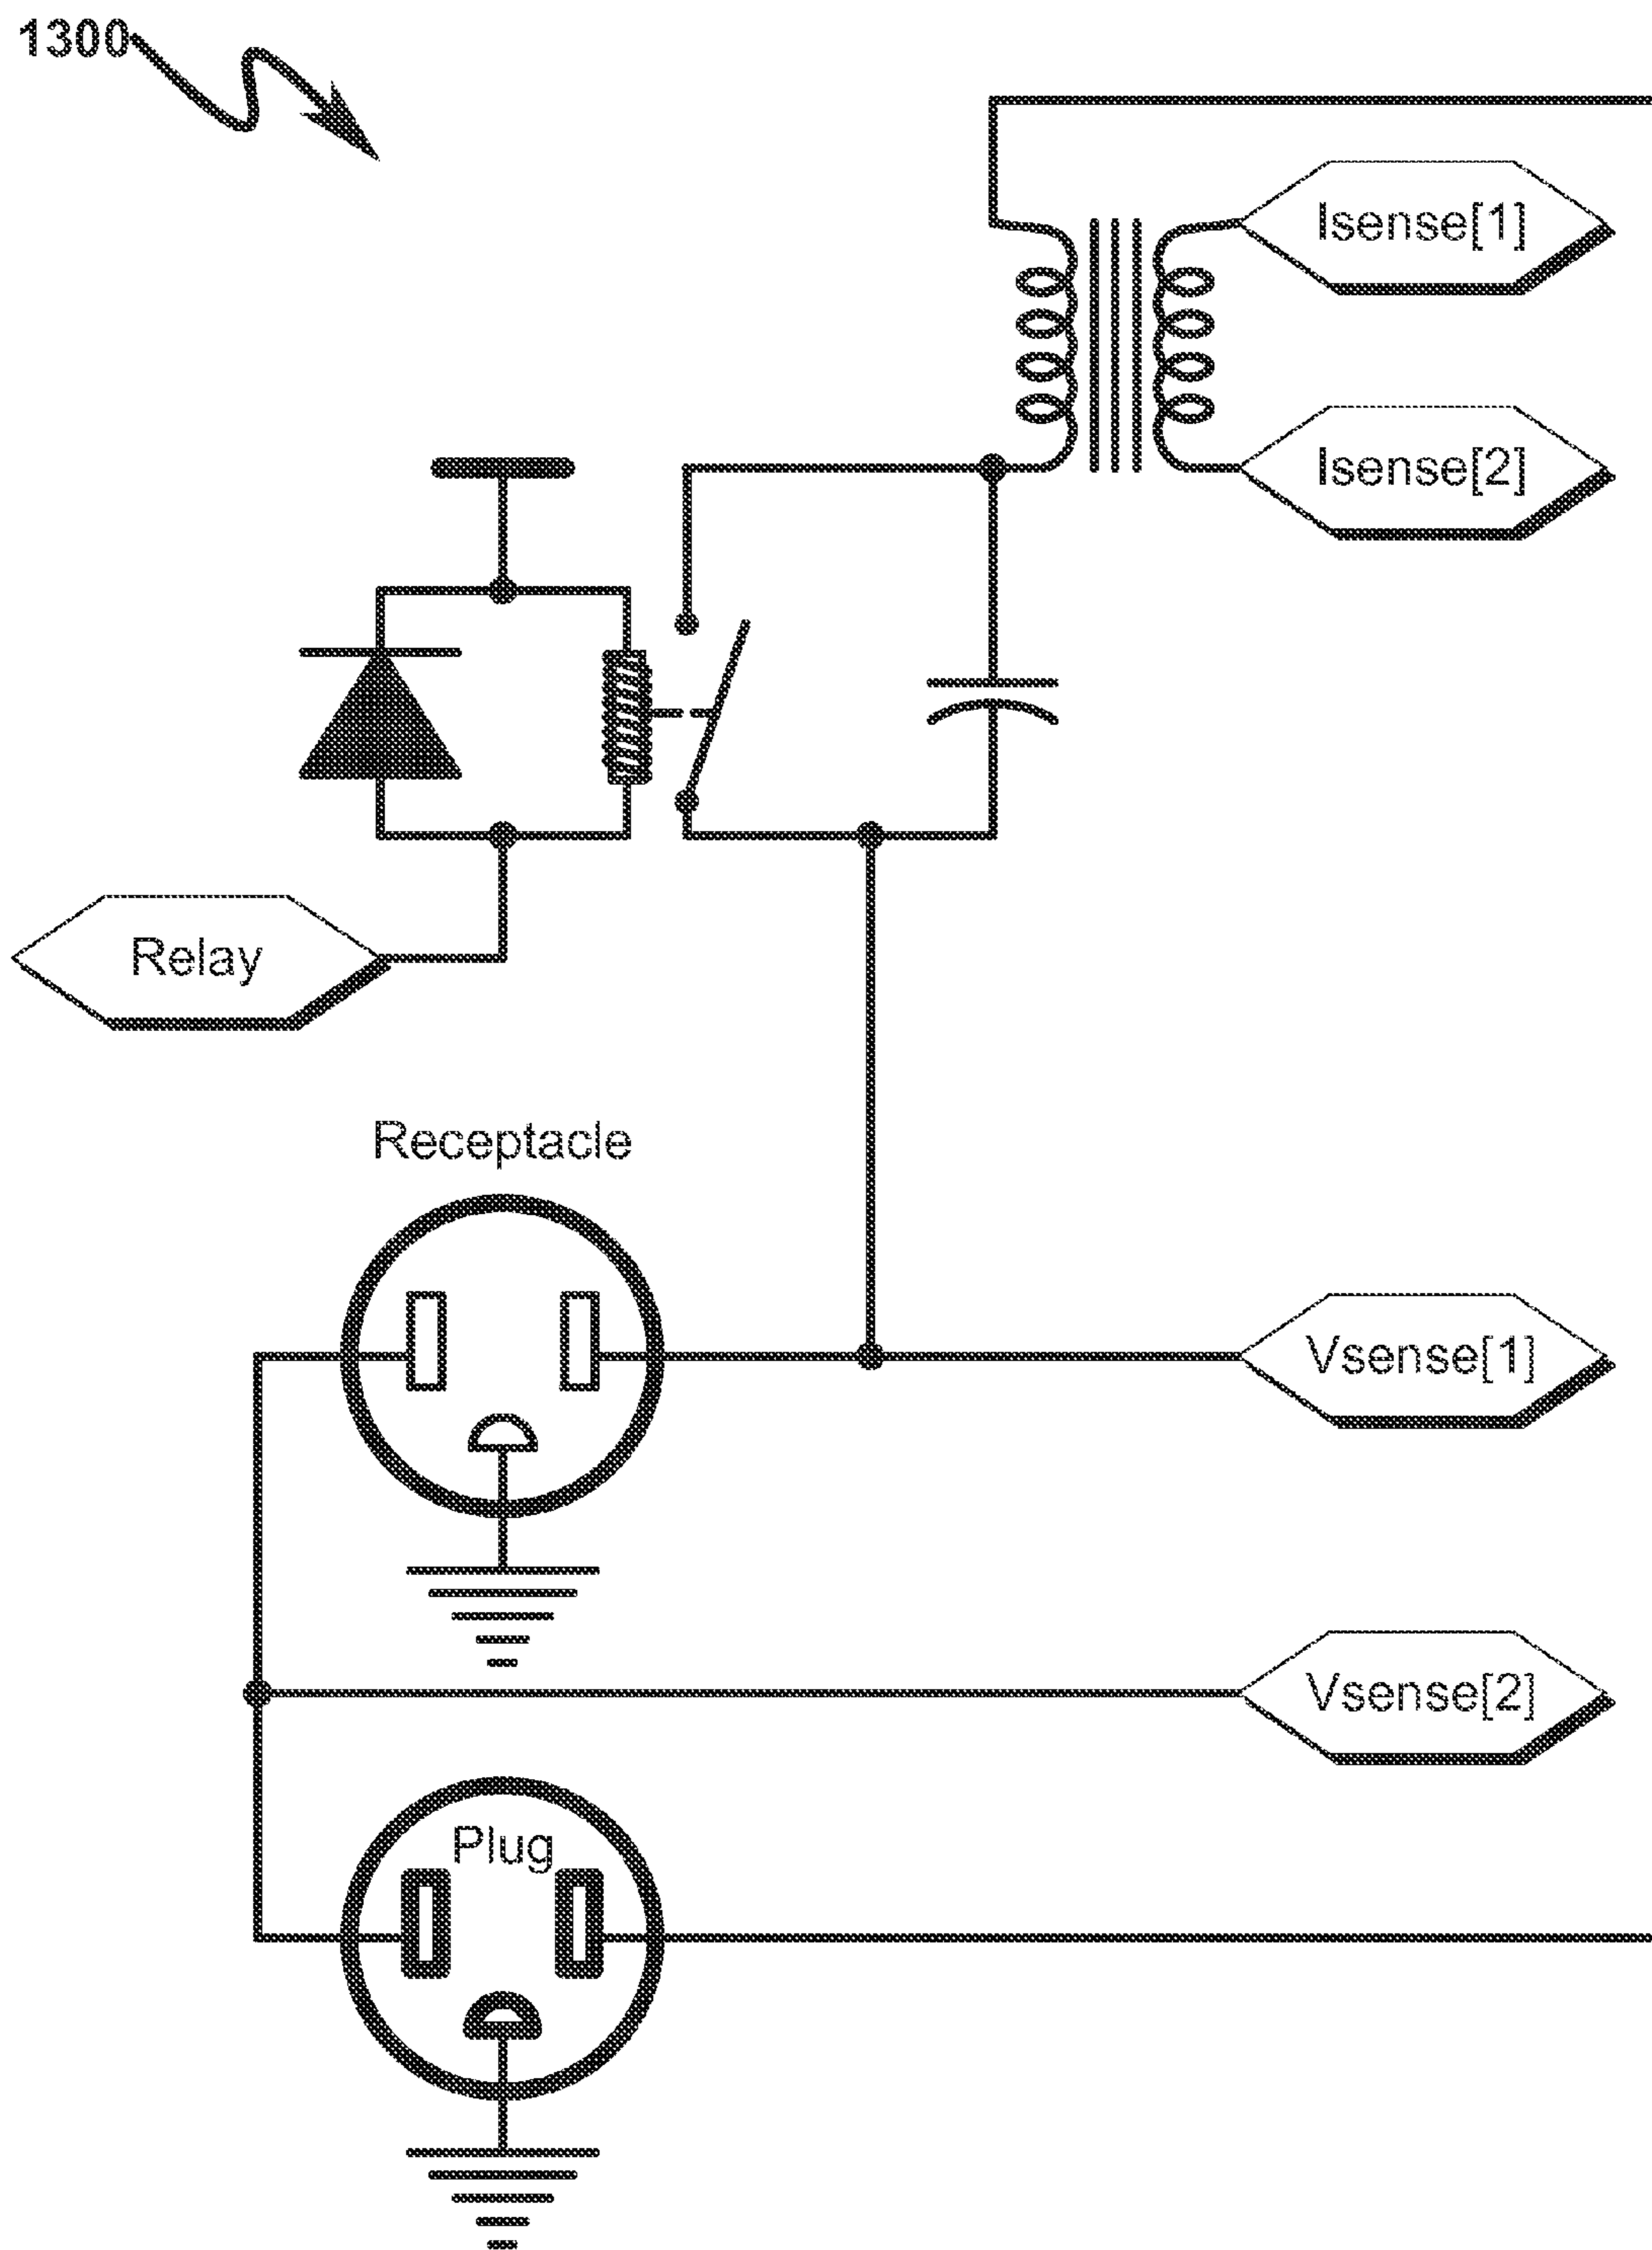 1300
Isense[1]
Isense[2]
Relay
Receptacle
Vsense[1]
Vsense[2]
Plug